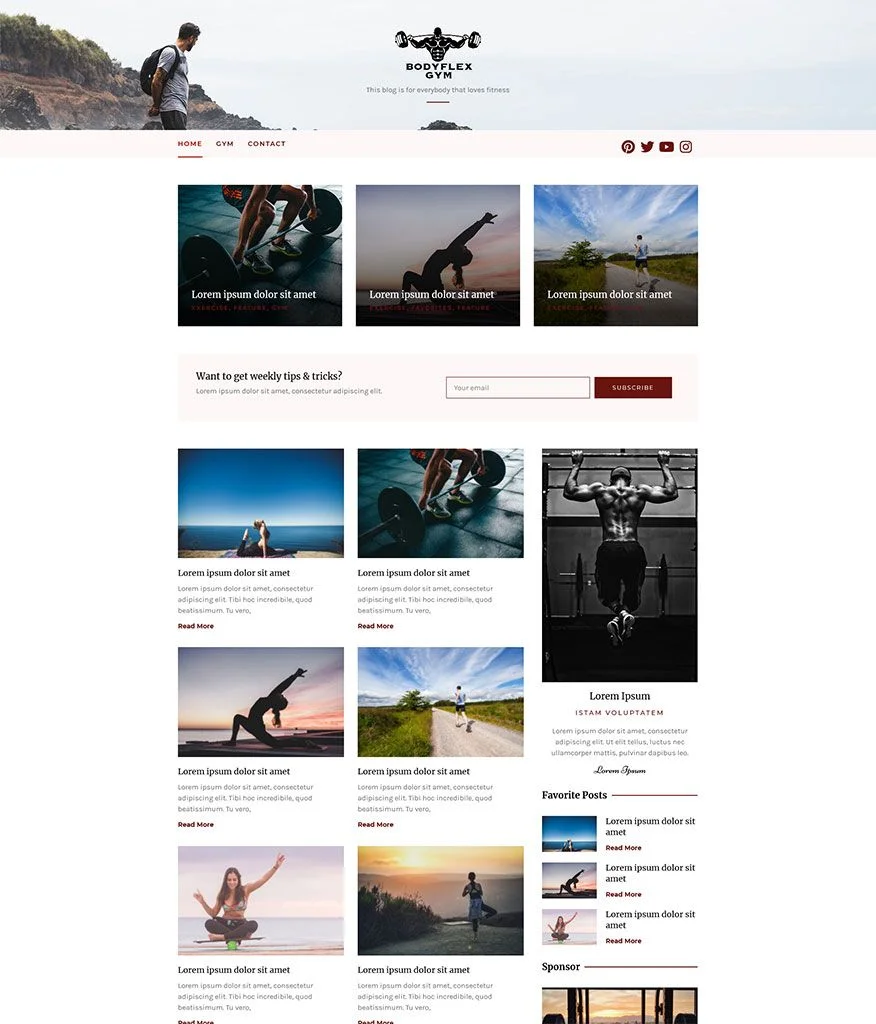 BODYFLEX
GYM
This blog is for everybody that loves fitness
HOME GYM CONTACT
Lorem ipsum dolor sit amet
EXERCISE, FEATURE, GYM
Lorem ipsum dolor sit amet
EXERCISE, FAVORITES, FEATURE
Lorem ipsum dolor sit amet
EXERCISE,
Want to get weekly tips & tricks?
Lorem ipsum dolor sit amet, consectetur adipiscing elit.
Your email
SUBSCRIBE
Lorem ipsum dolor sit amet
Lorem ipsum dolor sit amet, consectetur
adipiscing elit. Tibi hoc incredibile, quod
beatissimum. Tu vero,
Read More
Lorem ipsum dolor sit amet
Lorem ipsum dolor sit amet, consectetur
adipiscing elit. Tibi hoc incredibile, quod
beatissimum. Tu vero,
Read More
Lorem ipsum dolor sit amet
Lorem ipsum dolor sit amet, consectetur
adipiscing elit. Tibi hoc incredibile, quod
beatissimum. Tu vero,
Read More
Lorem ipsum dolor sit amet
Lorem ipsum dolor sit amet, consectetur
adipiscing elit. Tibi hoc incredibile, quod
beatissimum. Tu vero,
Read More
Lorem ipsum dolor sit amet
Lorem ipsum dolor sit amet, consectetur
adipiscing elit. Tibi hoc incredibile, quod
beatissimum. Tu vero,
Read More
Lorem ipsum dolor sit amet
Lorem ipsum dolor sit amet, consectetur
adipiscing elit. Tibi hoc incredibile, quod
beatissimum. Tu vero,
Read More
Lorem Ipsum
ISTAM VOLUPTATEM
Lorem ipsum dolor sit amet, consectetur
adipiscing elit. Ut elit tellus, luctus nec
ullamcorper mattis, pulvinar dapibus leo.
Lorem Ipsum
Favorite Posts
Lorem ipsum dolor sit
amet
Read More
Lorem ipsum dolor sit
amet
Read More
Lorem ipsum dolor sit
amet
Read More
Sponsor